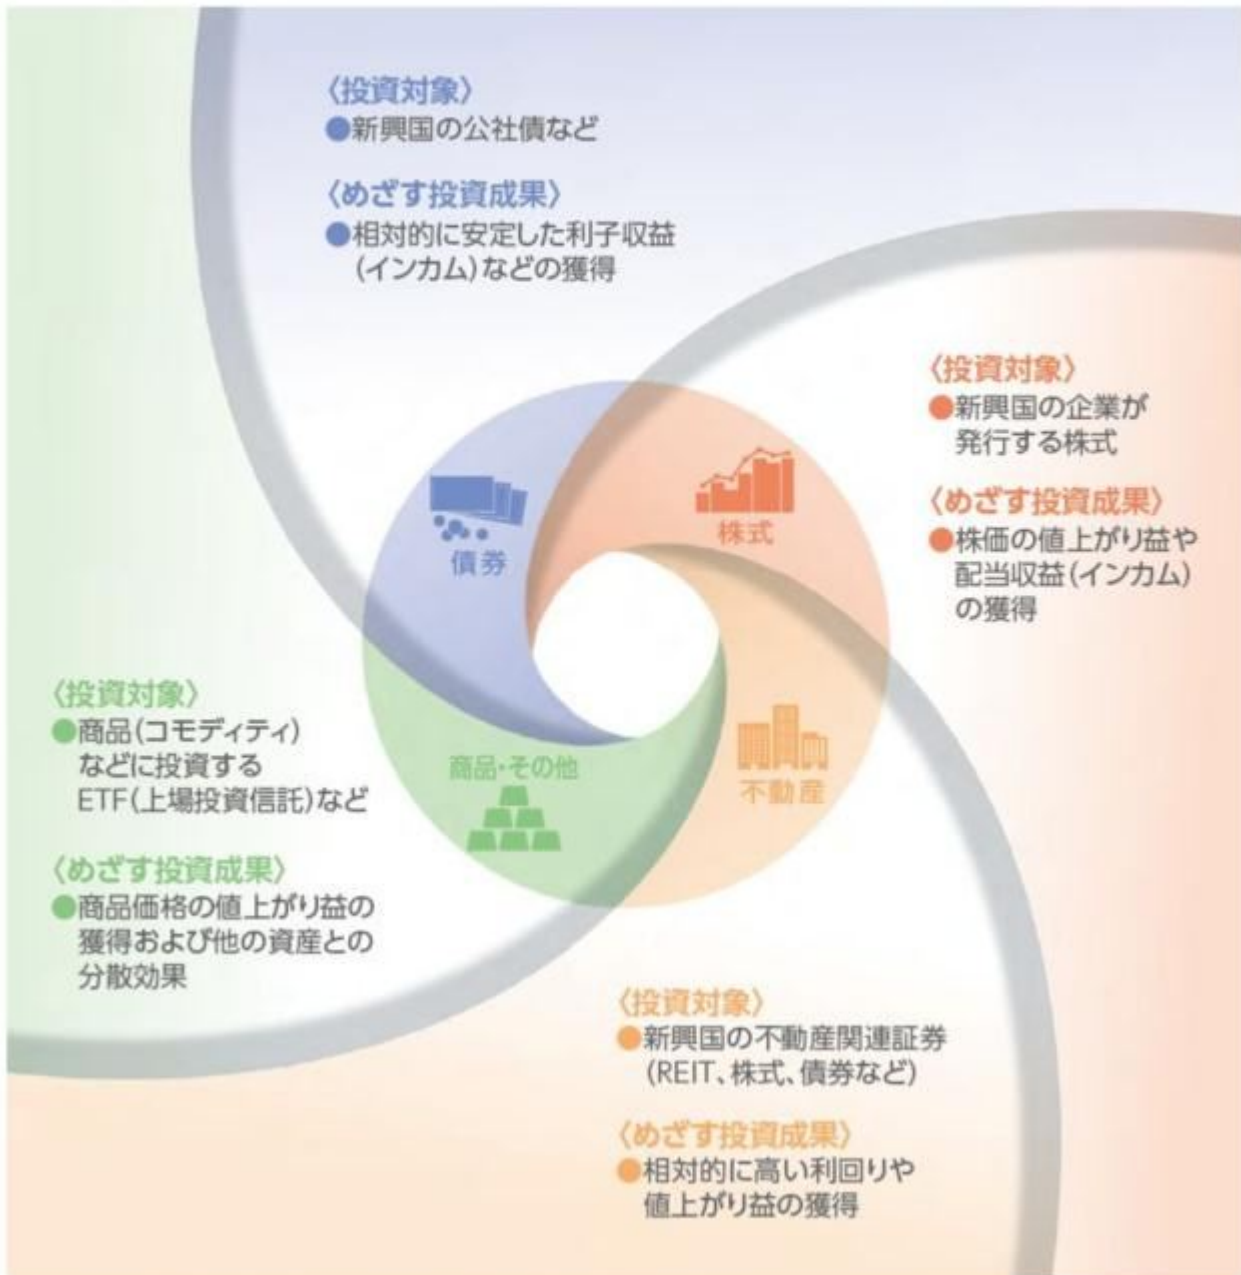 〈投資対象〉
●新興国の公社債など
〈めざす投資成果〉
●相対的に安定した利子収益
(インカム)などの獲得
〈投資対象〉
●新興国の企業が
発行する株式
〈めざす投資成果〉
●株価の値上がり益や
配当収益(インカム)
の獲得
債券
株式
商品・その他
不動産
〈投資対象〉
●商品(コモディティ)
などに投資する
ETF(上場投資信託)など
〈めざす投資成果〉
●商品価格の値上がり益の
獲得および他の資産との
分散効果
〈投資対象〉
●新興国の不動産関連証券
(REIT、株式、債券など)
〈めざす投資成果〉
●相対的に高い利回りや
値上がり益の獲得